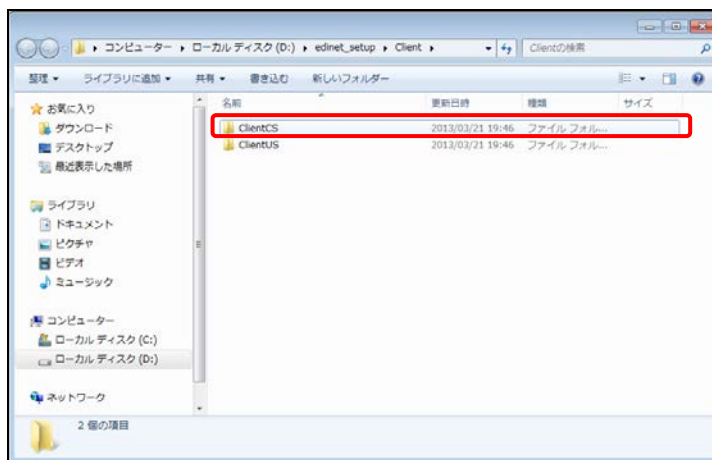 コンピューター ▸ ローカル ディスク (D:) ▸ edinet_setup ▸ Client ▸
Clientの検索
整理 ライブラリに追加 共有 書き込む 新しいフォルダー
名前 更新日時 種類 サイズ
ClientCS 2013/03/21 19:46 ファイル フォル...
ClientUS 2013/03/21 19:46 ファイル フォル...
お気に入り
ダウンロード
デスクトップ
最近表示した場所
ライブラリ
ドキュメント
ピクチャ
ビデオ
ミュージック
コンピューター
ローカル ディスク (C:)
ローカル ディスク (D:)
ネットワーク
2 個の項目